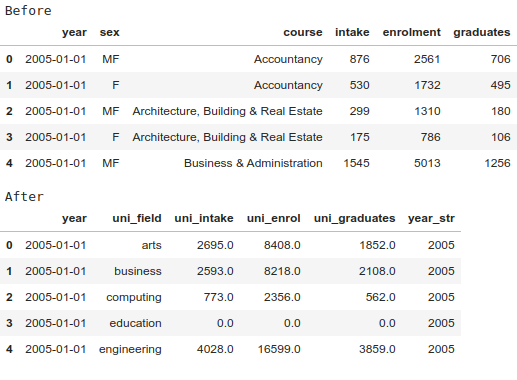 Before
year sex course intake enrolment graduates
0 2005-01-01 MF Accountancy 876 2561 706
1 2005-01-01 F Accountancy 530 1732 495
2 2005-01-01 MF Architecture, Building & Real Estate 299 1310 180
3 2005-01-01 F Architecture, Building & Real Estate 175 786 106
4 2005-01-01 MF Business & Administration 1545 5013 1256
After
year uni_field uni_intake uni_enrol uni_graduates year_str
0 2005-01-01 arts 2695.0 8408.0 1852.0 2005
1 2005-01-01 business 2593.0 8218.0 2108.0 2005
2 2005-01-01 computing 773.0 2356.0 562.0 2005
3 2005-01-01 education 0.0 0.0 0.0 2005
4 2005-01-01 engineering 4028.0 16599.0 3859.0 2005